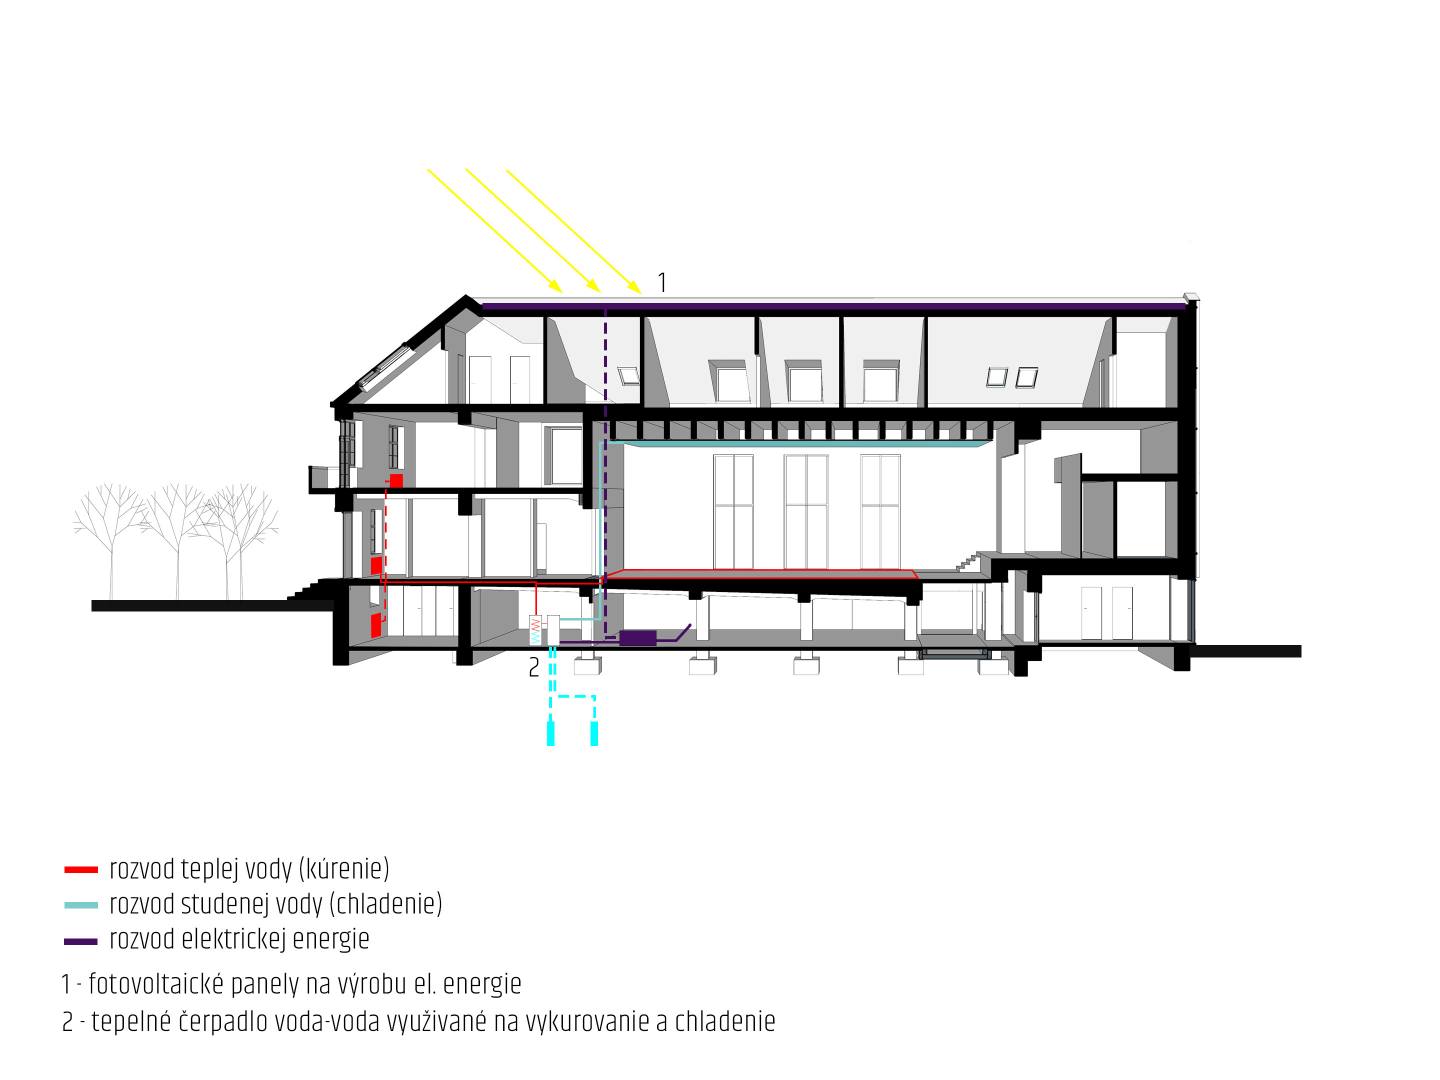 1
2
rozvod teplej vody (kúrenie)
rozvod studenej vody (chladenie)
rozvod elektrickej energie
1 - fotovoltaické panely na výrobu el. energie
2 - tepelné čerpadlo voda-voda využivané na vykurovanie a chladenie